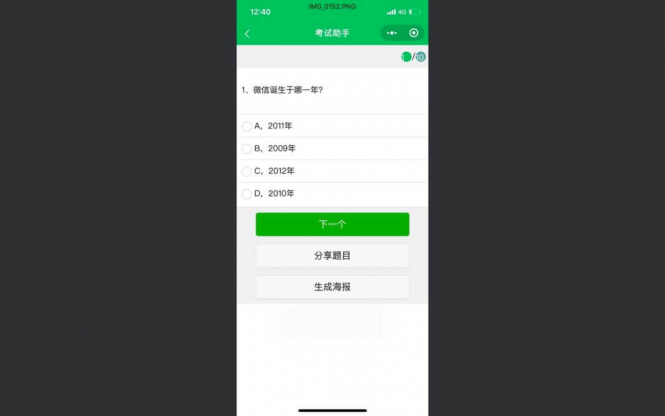 IMG_0152.PNG
12:40
4G
考试助手
1/10
1、微信诞生于哪一年?
A，2011年
B，2009年
C，2012年
D，2010年
下一个
分享题目
生成海报